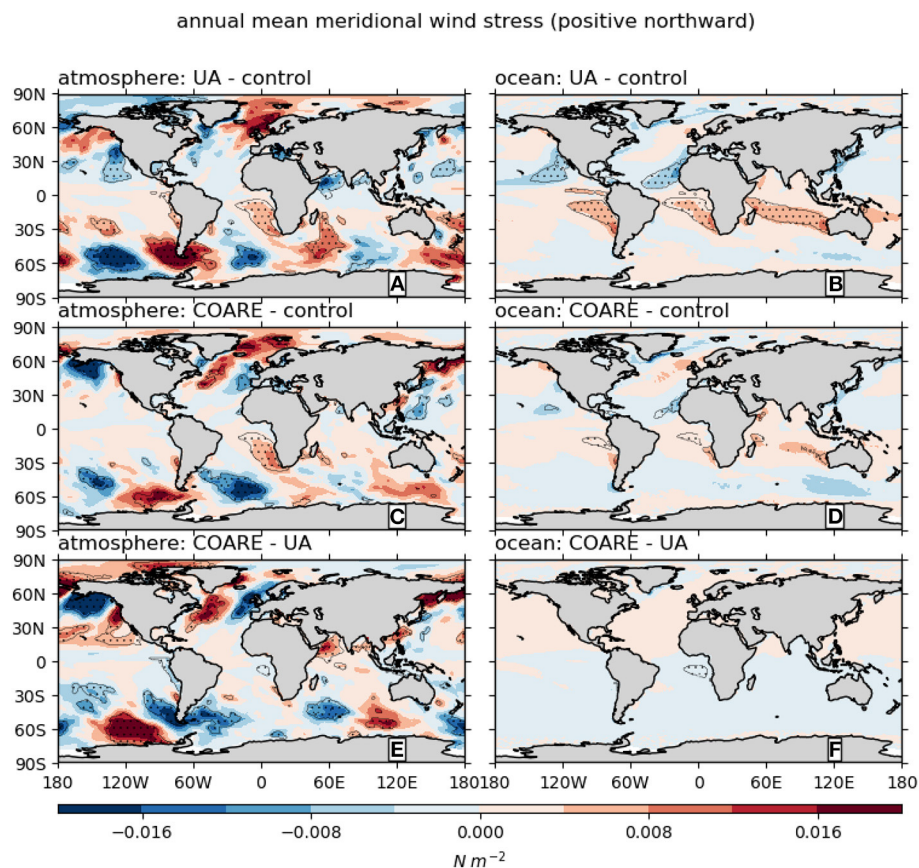 annual mean meridional wind stress (positive northward)
atmosphere: UA - control
ocean: UA - control
90N
60N
30N
0
30S
60S
90S
A
B
atmosphere: COARE - control
ocean: COARE - control
90N
60N
30N
0
30S
60S
90S
C
D
atmosphere: COARE - UA
ocean: COARE - UA
90N
60N
30N
0
30S
60S
90S
E
F
180 120W 60W 0 60E 120E 180 120W 60W 0 60E 120E 180
−0.016 −0.008 0.000 0.008 0.016
N m⁻²